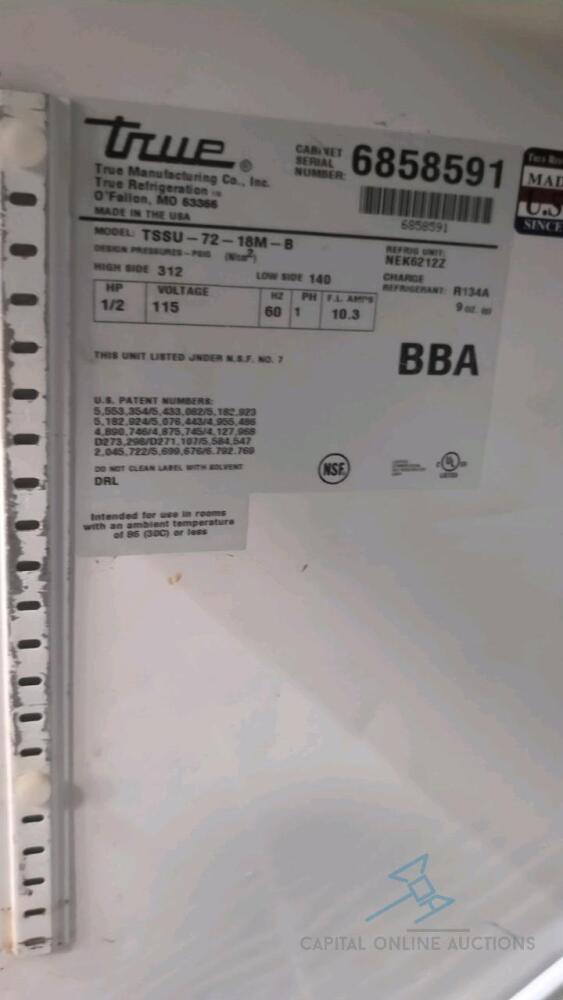 true ®
True Manufacturing Co., Inc.
True Refrigeration ™
O'Fallon, MO 63366
MADE IN THE USA
CABINET
SERIAL
NUMBER: 6858591
6858591
MAD
U.S
SINCE
MODEL: TSSU-72-18M-B
DESIGN PRESSURES-PSIG
HIGH SIDE 312 LOW SIDE 140
REFRIG UNIT:
NEK6212Z
CHARGE
REFRIGERANT: R134A
9 oz.
HP VOLTAGE HZ PH F.L. AMPS
1/2 115 60 1 10.3
BBA
THIS UNIT LISTED UNDER N.S.F. NO. 7
U.S. PATENT NUMBERS:
5,553,354/5,433,082/5,182,923
5,182,924/5,076,443/4,955,486
4,890,746/4,875,745/4,127,968
D273,298/D271,107/5,584,547
2,045,722/5,699,676/6,792,769
DO NOT CLEAN LABEL WITH SOLVENT
DRL
NSF
UL
LISTED
Intended for use in rooms
with an ambient temperature
of 86 (30C) or less
CAPITAL ONLINE AUCTIONS